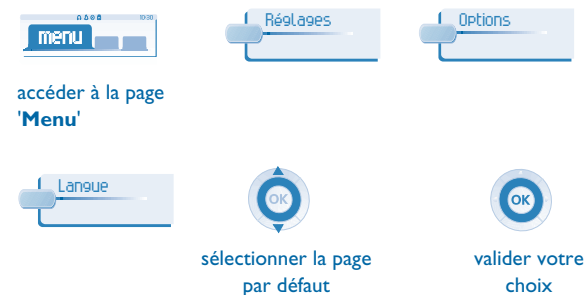 10:30
menu
Réglages
Options
accéder à la page
'Menu'
Langue
OK
OK
sélectionner la page
par défaut
valider votre
choix